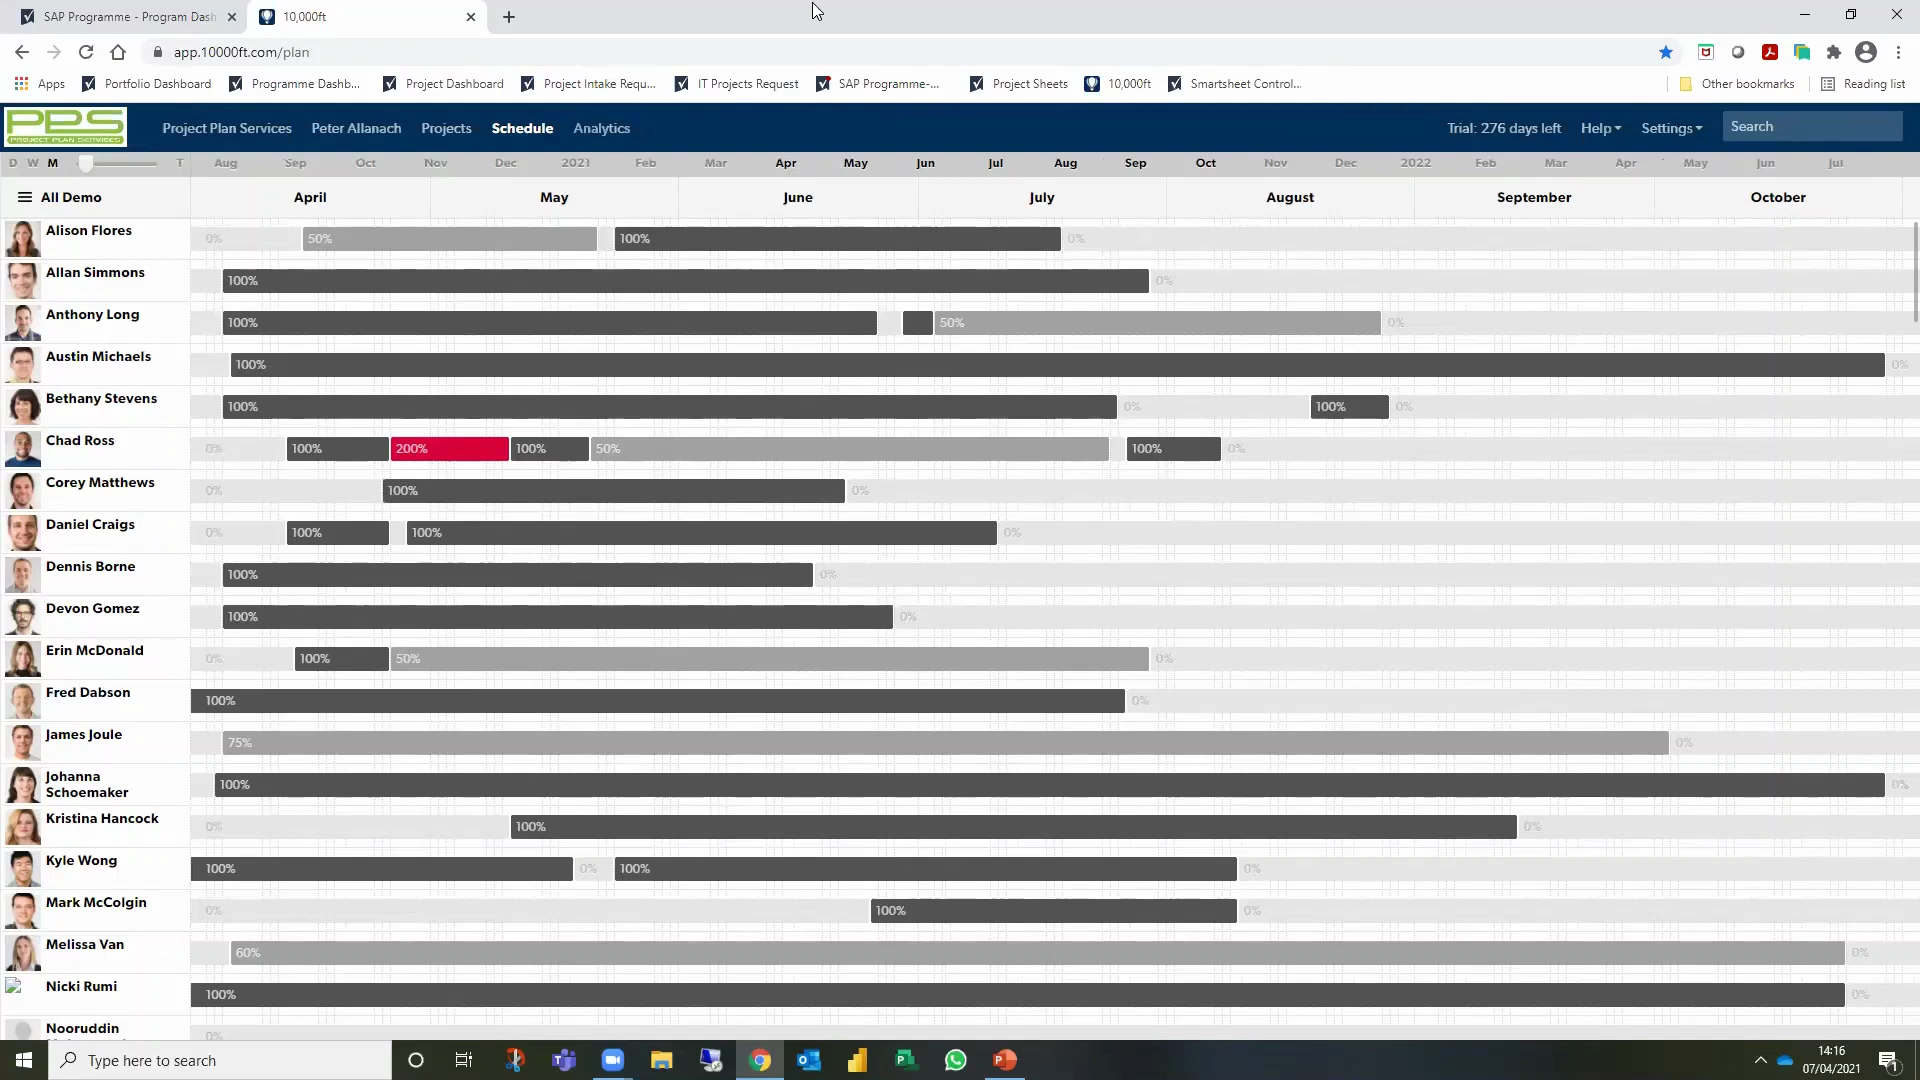 SAP Programme - Program Dash
10,000ft
app.10000ft.com/plan
Apps
Portfolio Dashboard
Programme Dashb...
Project Dashboard
Project Intake Requ...
IT Projects Request
SAP Programme-...
Project Sheets
10,000ft
Smartsheet Control...
Other bookmarks
Reading list
PPS
PROJECT PLAN SERVICES
Project Plan Services
Peter Allanach
Projects
Schedule
Analytics
Trial: 276 days left
Help
Settings
Search
D W M T Aug Sep Oct Nov Dec 2021 Feb Mar Apr May Jun Jul Aug Sep Oct Nov Dec 2022 Feb Mar Apr May Jun Jul
All Demo April May June July August September October
Alison Flores 0% 50% 100% 0%
Allan Simmons 100% 0%
Anthony Long 100% 50% 0%
Austin Michaels 100% 0%
Bethany Stevens 100% 0% 100% 0%
Chad Ross 0% 100% 200% 100% 50% 100% 0%
Corey Matthews 0% 100% 0%
Daniel Craigs 0% 100% 100% 0%
Dennis Borne 100% 0%
Devon Gomez 100% 0%
Erin McDonald 0% 100% 50% 0%
Fred Dabson 100% 0%
James Joule 75% 0%
Johanna
Schoemaker 100% 0%
Kristina Hancock 0% 100% 0%
Kyle Wong 100% 0% 100% 0%
Mark McColgin 0% 100% 0%
Melissa Van 60% 0%
Nicki Rumi 100% 0%
Nooruddin 0%
Type here to search
14:16
07/04/2021
1